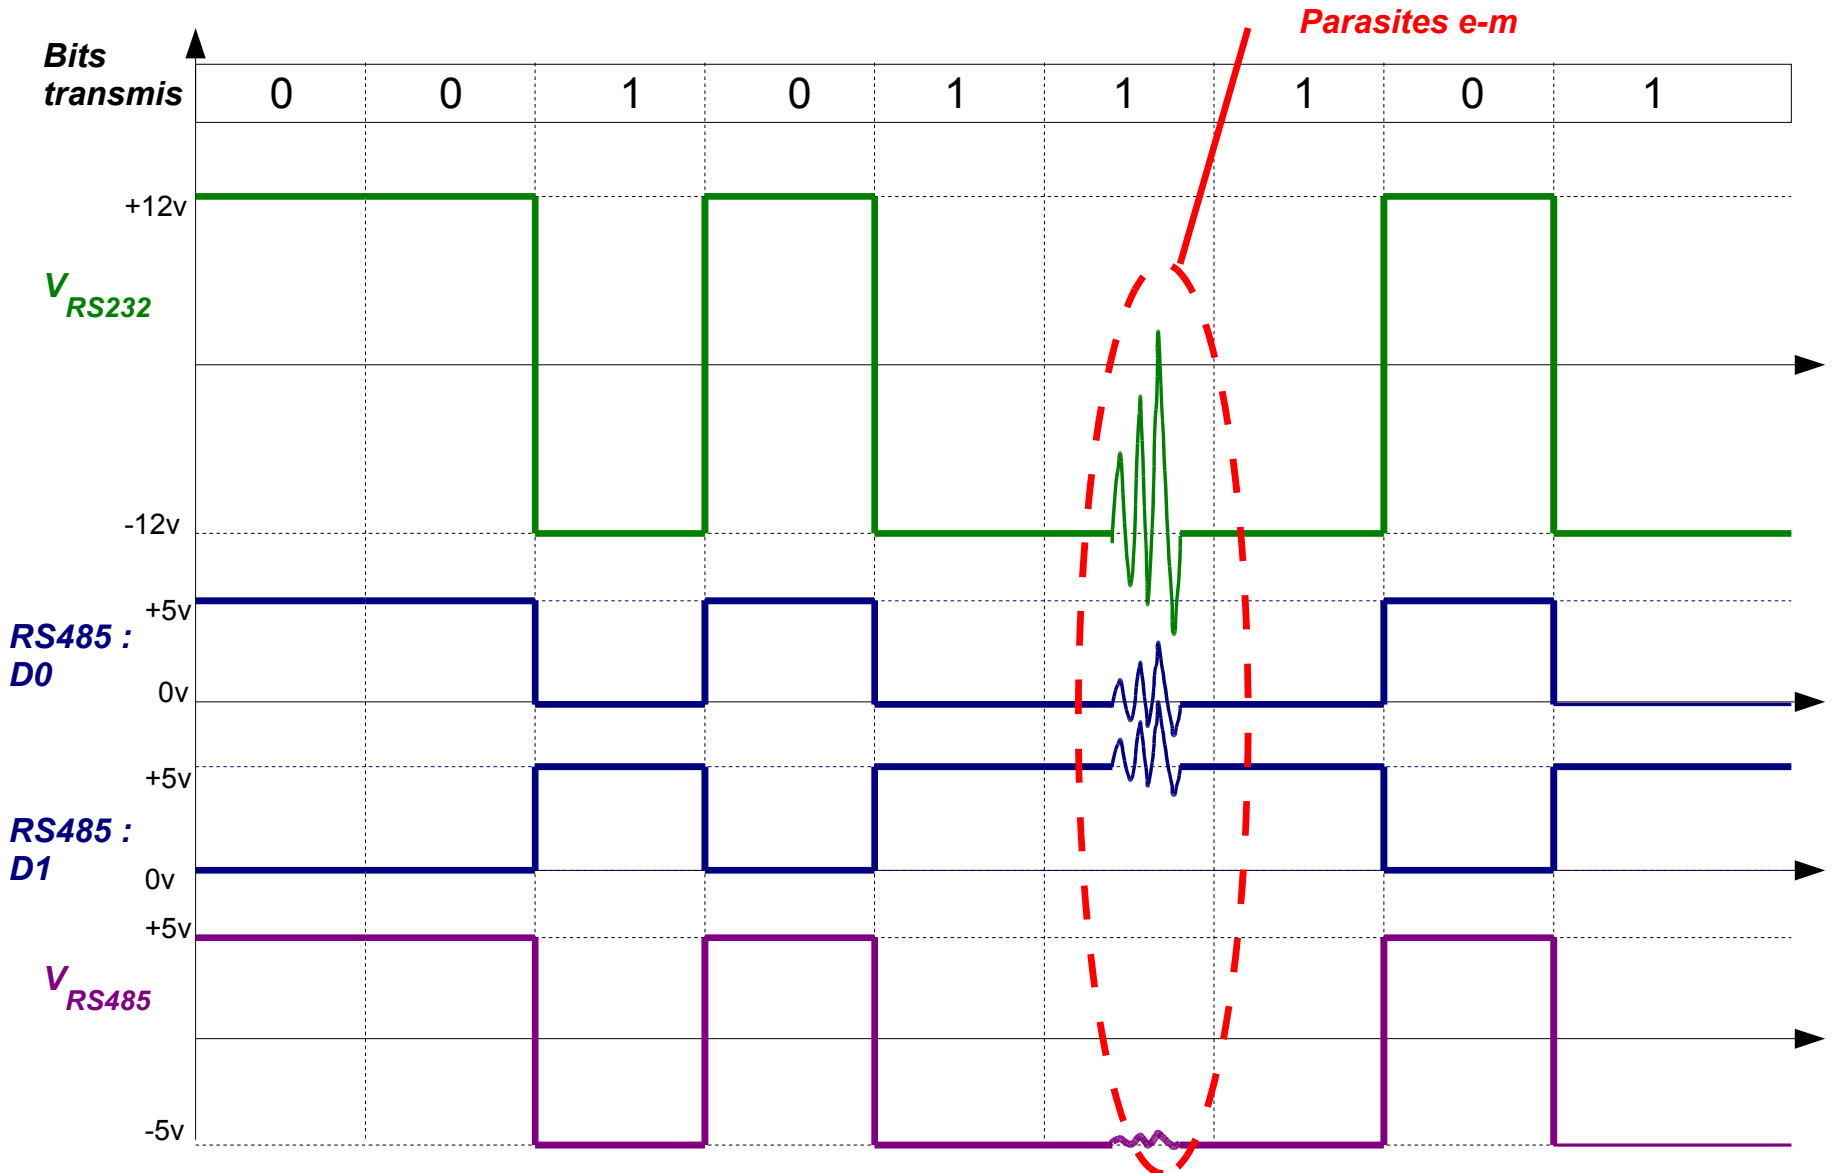 Parasites e-m
Bits
transmis
0 0 1 0 1 1 1 0 1
+12v
V RS232
-12v
+5v
RS485 :
D0
0v
+5v
RS485 :
D1
0v
+5v
V RS485
-5v